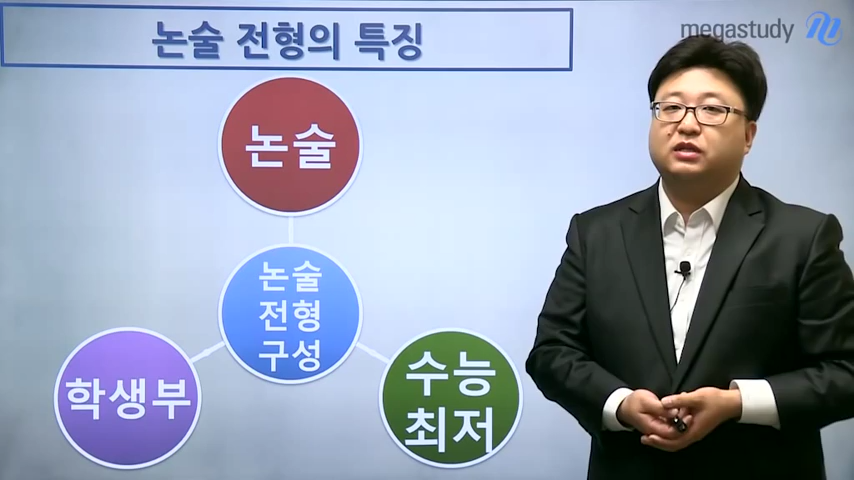 논술 전형의 특징
megastudy
논술
논술
전형
구성
학생부
수능
최저